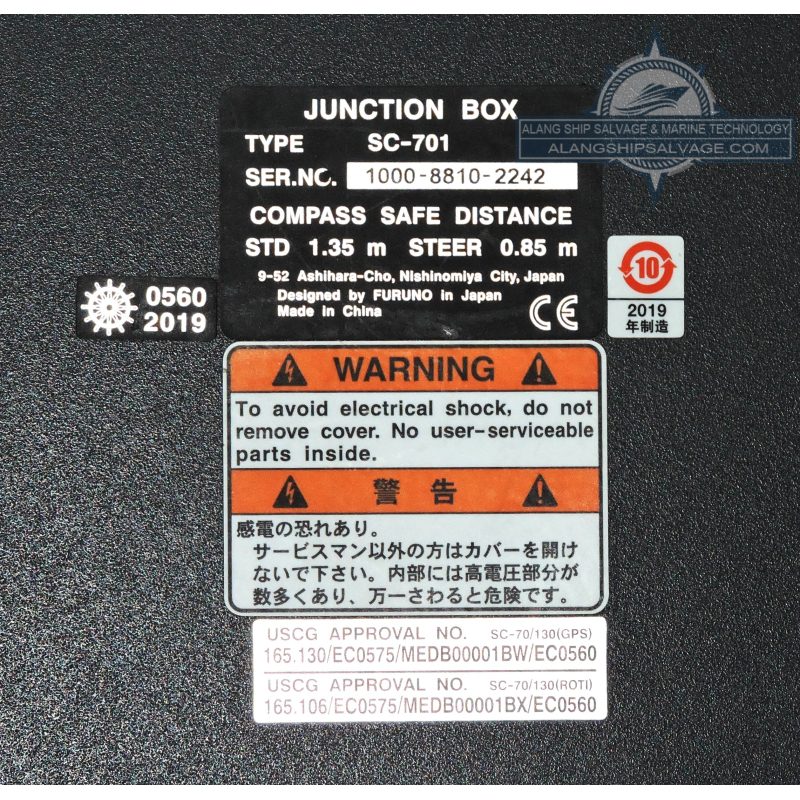 ALANG SHIP SALVAGE & MARINE TECHNOLOGY
ALANGSHIPSALVAGE.COM
JUNCTION BOX
TYPE SC-701
SER.NO. 1000-8810-2242
COMPASS SAFE DISTANCE
STD 1.35 m STEER 0.85 m
9-52 Ashihara-Cho, Nishinomiya City, Japan
Designed by FURUNO in Japan
Made in China
CE
0560
2019
10
2019
年制造
WARNING
To avoid electrical shock, do not
remove cover. No user-serviceable
parts inside.
警告
感電の恐れあり。
サービスマン以外の方はカバーを開け
ないで下さい。内部には高電圧部分が
数多くあり、万一さわると危険です。
USCG APPROVAL NO. SC-70/130(GPS)
165.130/EC0575/MEDB00001BW/EC0560
USCG APPROVAL NO. SC-70/130(ROTI)
165.106/EC0575/MEDB00001BX/EC0560